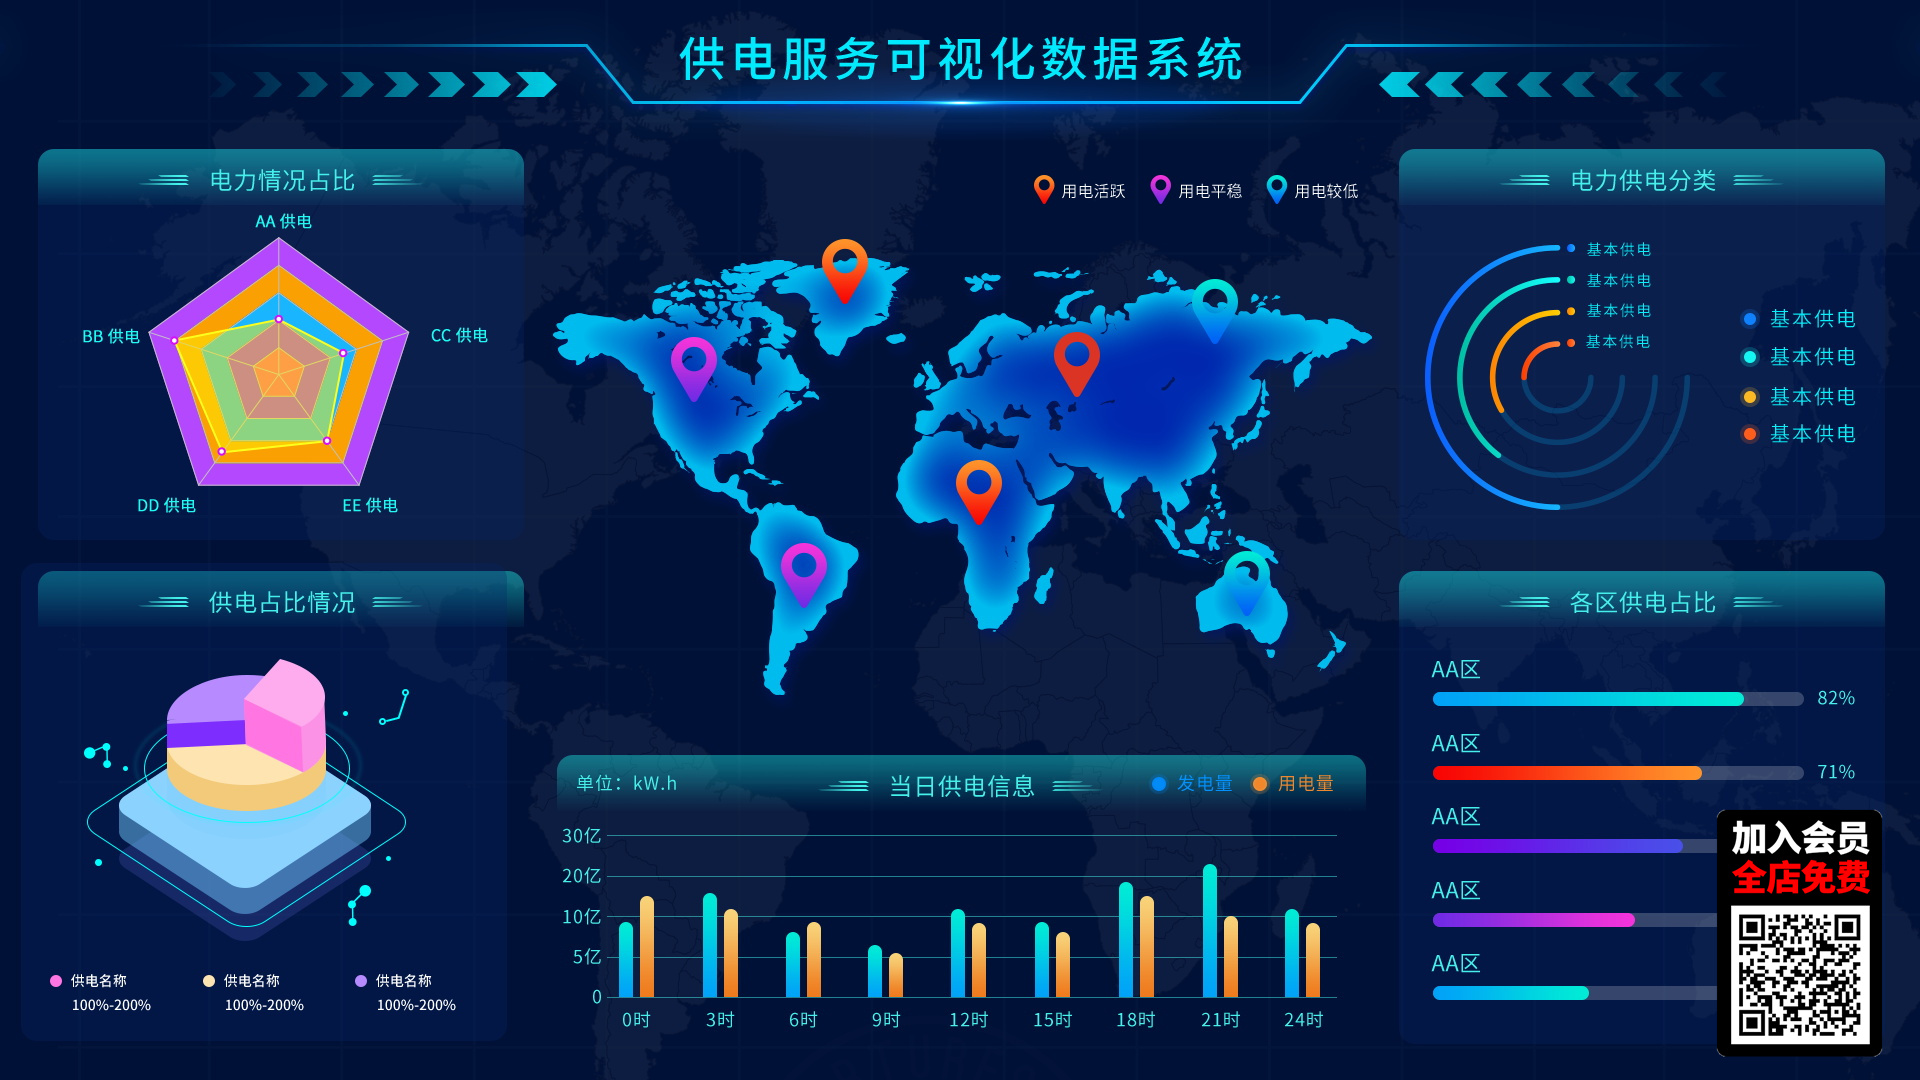 供电服务可视化数据系统
电力情况占比
AA 供电
BB 供电
CC 供电
DD 供电
EE 供电
用电活跃
用电平稳
用电较低
电力供电分类
基本供电
基本供电
基本供电
基本供电
基本供电
基本供电
基本供电
基本供电
供电占比情况
供电名称
100%-200%
供电名称
100%-200%
供电名称
100%-200%
单位：kW.h
当日供电信息
发电量
用电量
30亿
20亿
10亿
5亿
0
0时
3时
6时
9时
12时
15时
18时
21时
24时
各区供电占比
AA区
82%
AA区
71%
AA区
AA区
AA区
加入会员
全店免费